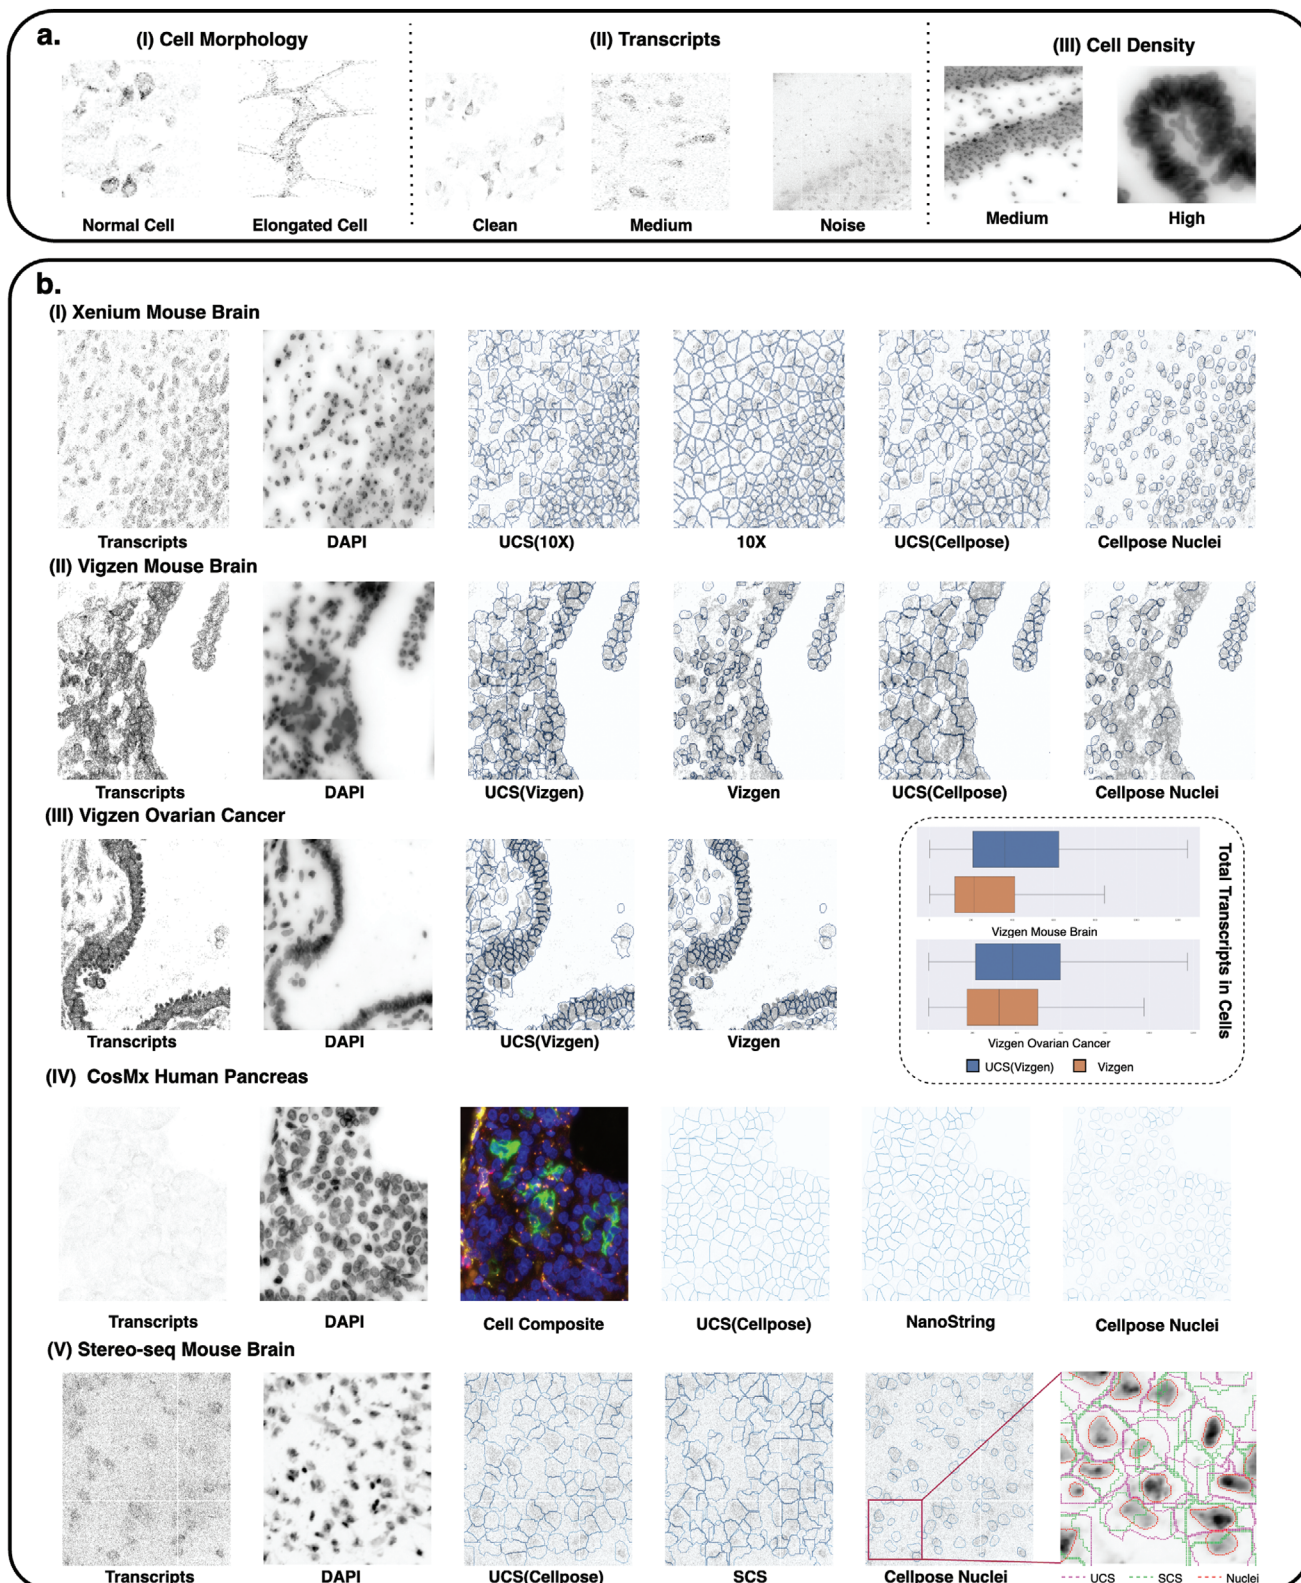 a.
(I) Cell Morphology
(II) Transcripts
(III) Cell Density
Normal Cell
Elongated Cell
Clean
Medium
Noise
Medium
High
b.
(I) Xenium Mouse Brain
Transcripts
DAPI
UCS(10X)
10X
UCS(Cellpose)
Cellpose Nuclei
(II) Vigzen Mouse Brain
Transcripts
DAPI
UCS(Vizgen)
Vizgen
UCS(Cellpose)
Cellpose Nuclei
(III) Vigzen Ovarian Cancer
Transcripts
DAPI
UCS(Vizgen)
Vizgen
Total Transcripts in Cells
Vizgen Mouse Brain
Vizgen Ovarian Cancer
UCS(Vizgen)
Vizgen
(IV) CosMx Human Pancreas
Transcripts
DAPI
Cell Composite
UCS(Cellpose)
NanoString
Cellpose Nuclei
(V) Stereo-seq Mouse Brain
Transcripts
DAPI
UCS(Cellpose)
SCS
Cellpose Nuclei
UCS
SCS
Nuclei